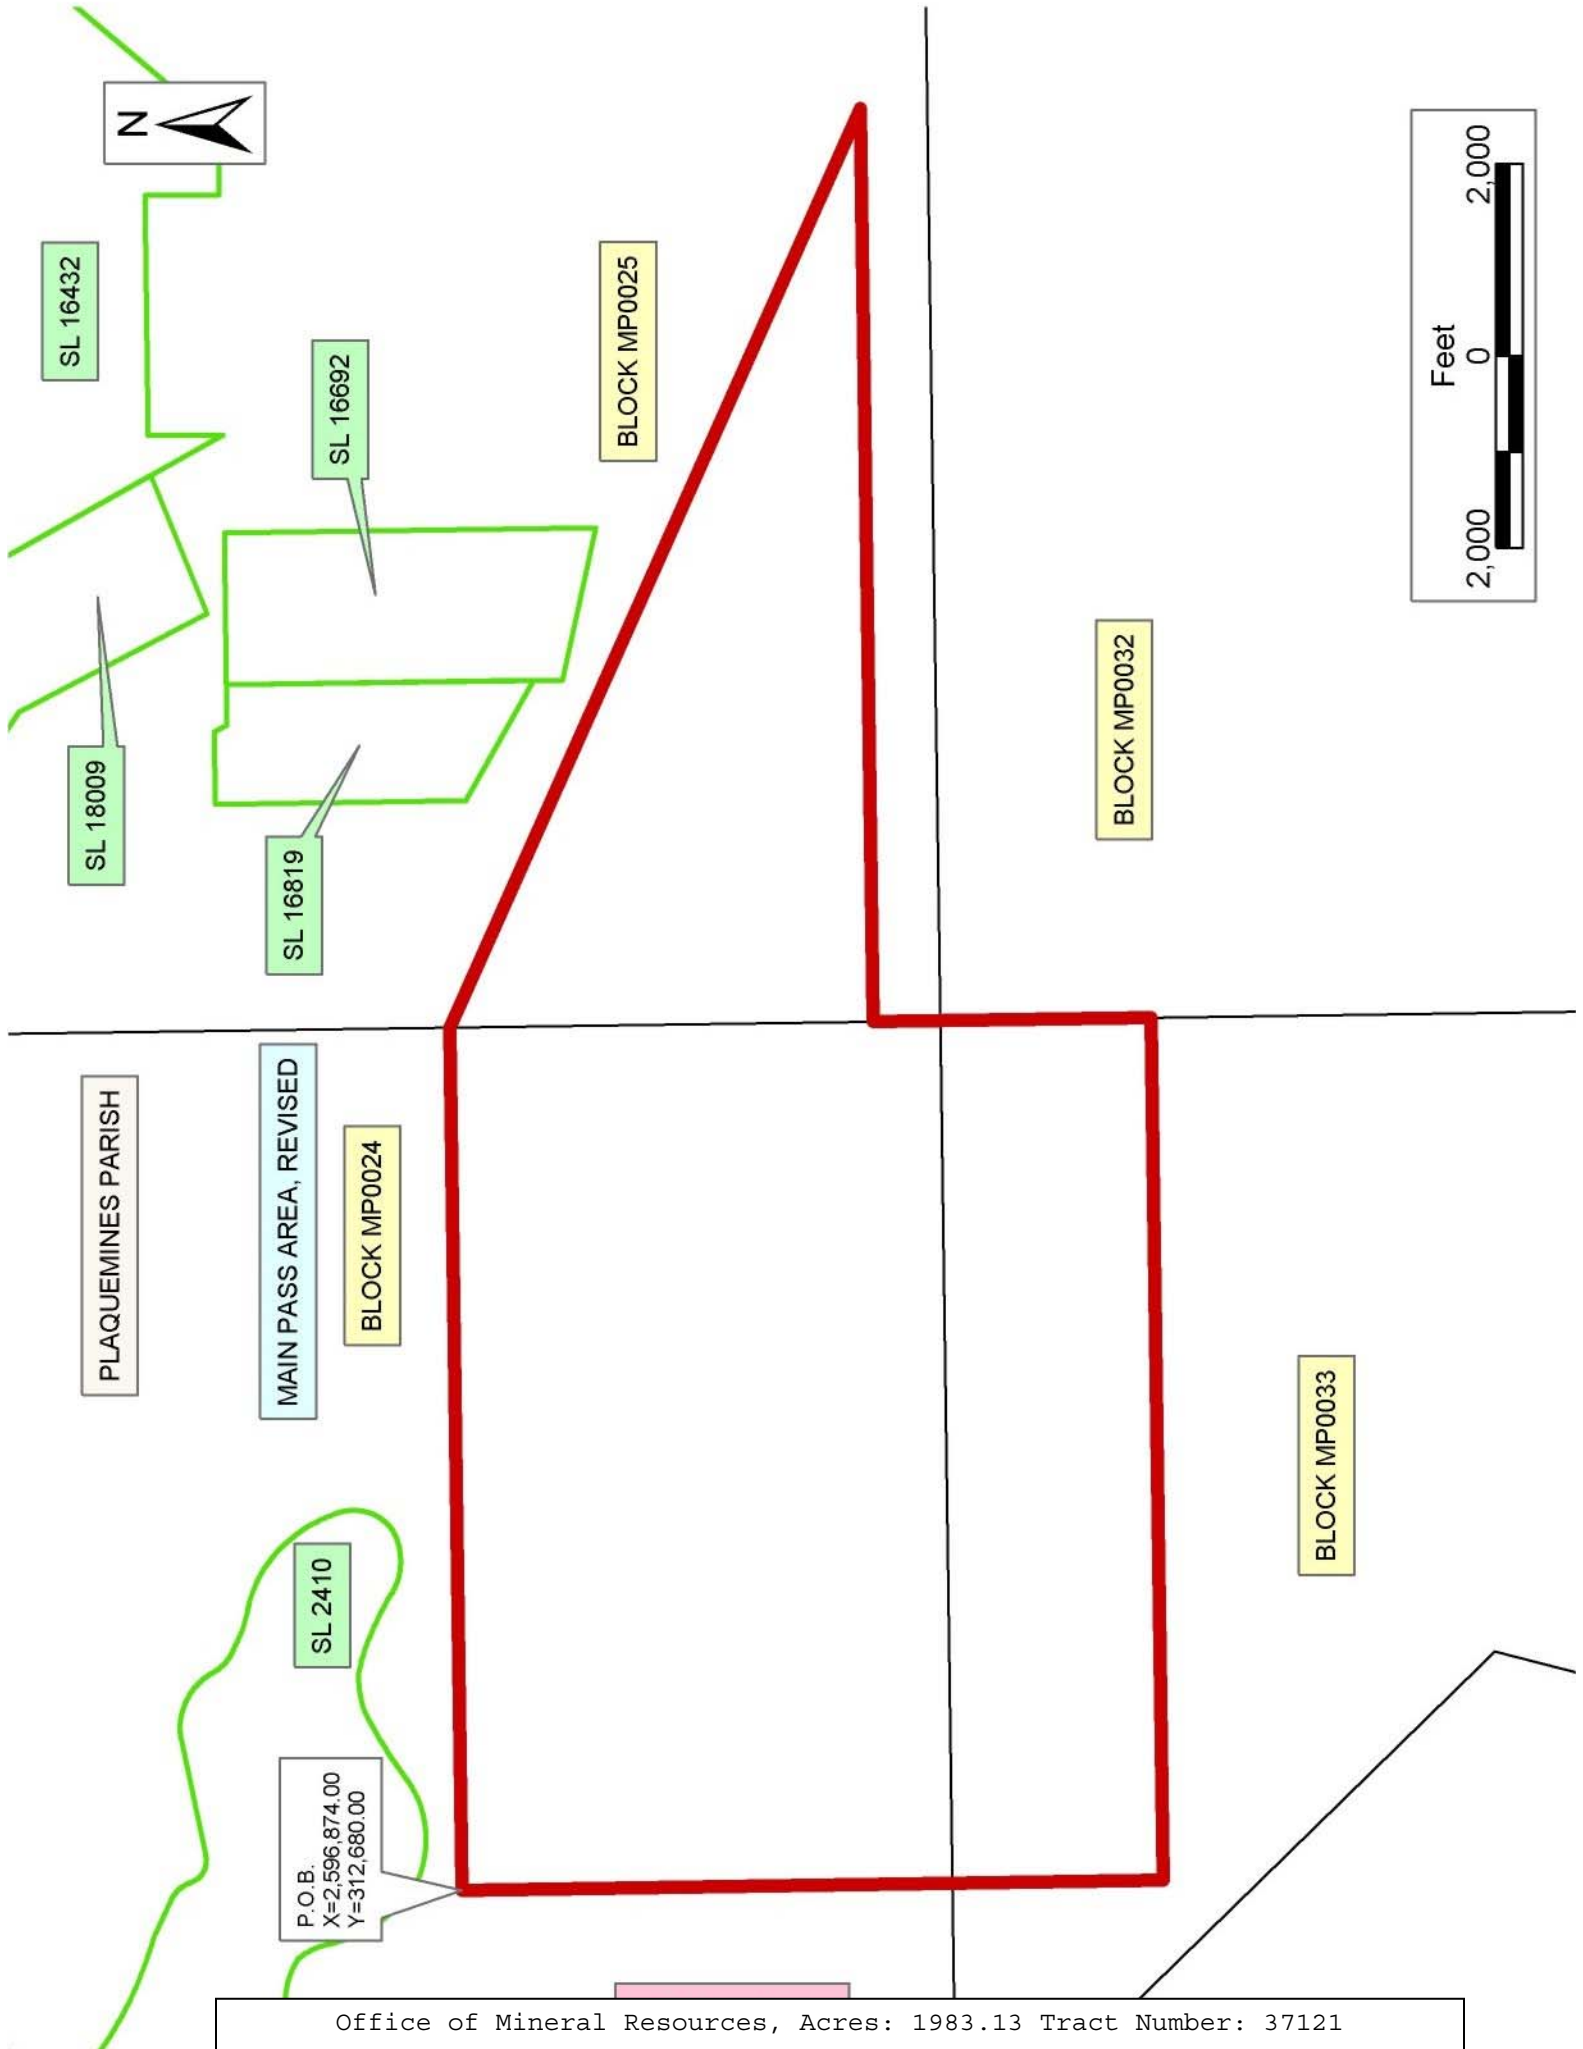 N
SL 16432
SL 18009
SL 16692
SL 16819
BLOCK MP0025
PLAQUEMINES PARISH
MAIN PASS AREA, REVISED
BLOCK MP0024
SL 2410
P.O.B.
X=2,596,874.00
Y=312,680.00
BLOCK MP0032
BLOCK MP0033
Feet
2,000 0 2,000
Office of Mineral Resources, Acres: 1983.13 Tract Number: 37121